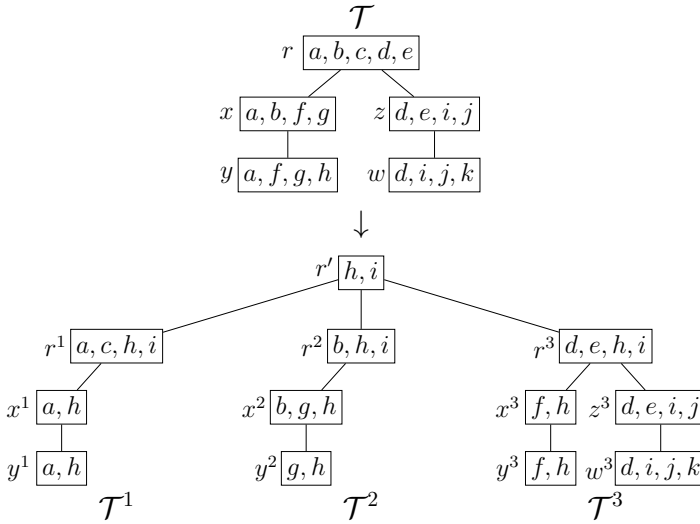 𝒯
r a, b, c, d, e
x a, b, f, g z d, e, i, j
y a, f, g, h w d, i, j, k
↓
r′ h, i
r¹ a, c, h, i r² b, h, i r³ d, e, h, i
x¹ a, h x² b, g, h x³ f, h z³ d, e, i, j
y¹ a, h y² g, h y³ f, h w³ d, i, j, k
𝒯¹ 𝒯² 𝒯³